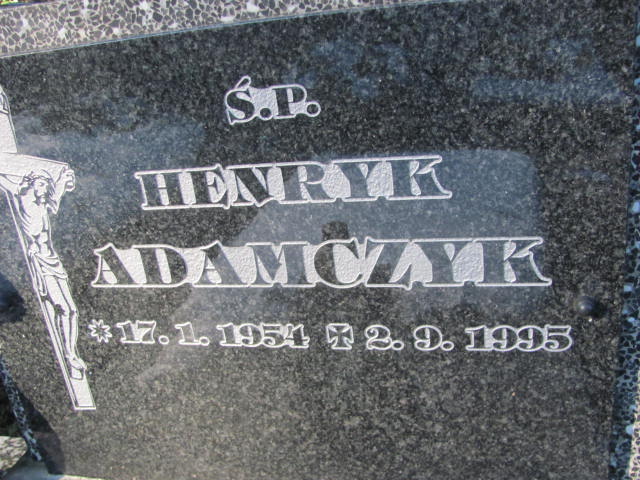 Ś.P.
HENRYK
ADAMCZYK
* 17. 1. 1954 ✝ 2. 9. 1995